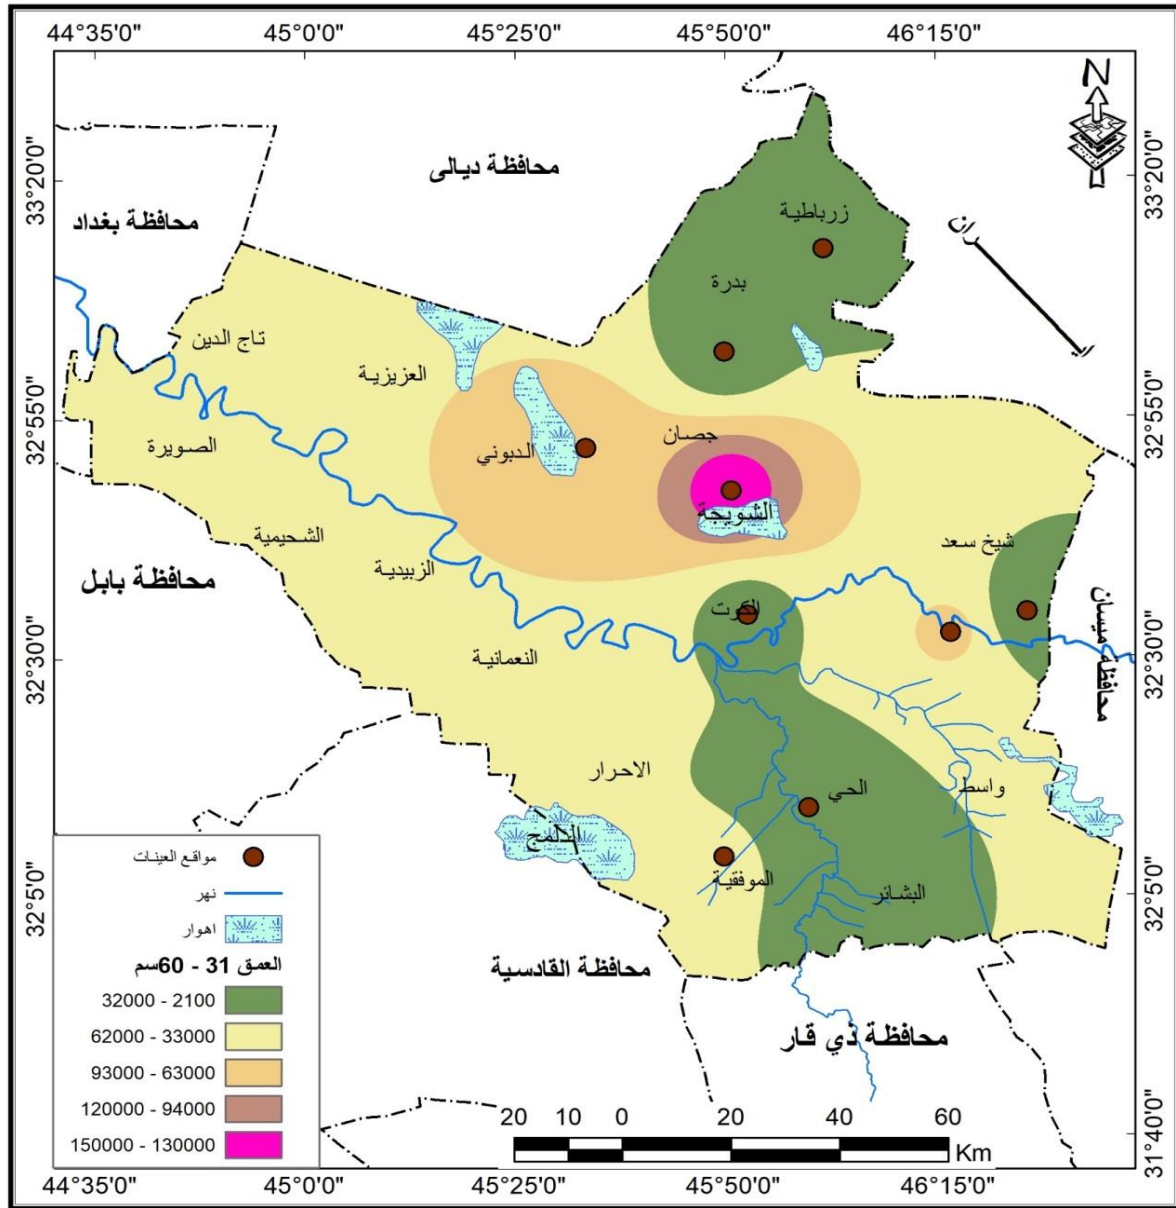 44°35'0" 45°0'0" 45°25'0" 45°50'0" 46°15'0"
N
33°20'0" 33°20'0"
محافظة ديالى
محافظة بغداد
زرباطية
ايران
بدرة
تاج الدين
العزيزية
32°55'0" 32°55'0"
جصان
الصويرة
الدبوني
الشويجة
الشحيمية
شيخ سعد
الزبيدية
محافظة بابل
الكوت
محافظة ميسان
32°30'0" 32°30'0"
النعمانية
الاحرار
واسط
الحي
الدلمج
الموفقية
البشائر
32°5'0" 32°5'0"
محافظة القادسية
محافظة ذي قار
مواقع العينات
نهر
اهوار
العمق 31 - 60سم
32000 - 2100
62000 - 33000
93000 - 63000
120000 - 94000
150000 - 130000
20 10 0 20 40 60
Km
31°40'0"
44°35'0" 45°0'0" 45°25'0" 45°50'0" 46°15'0"